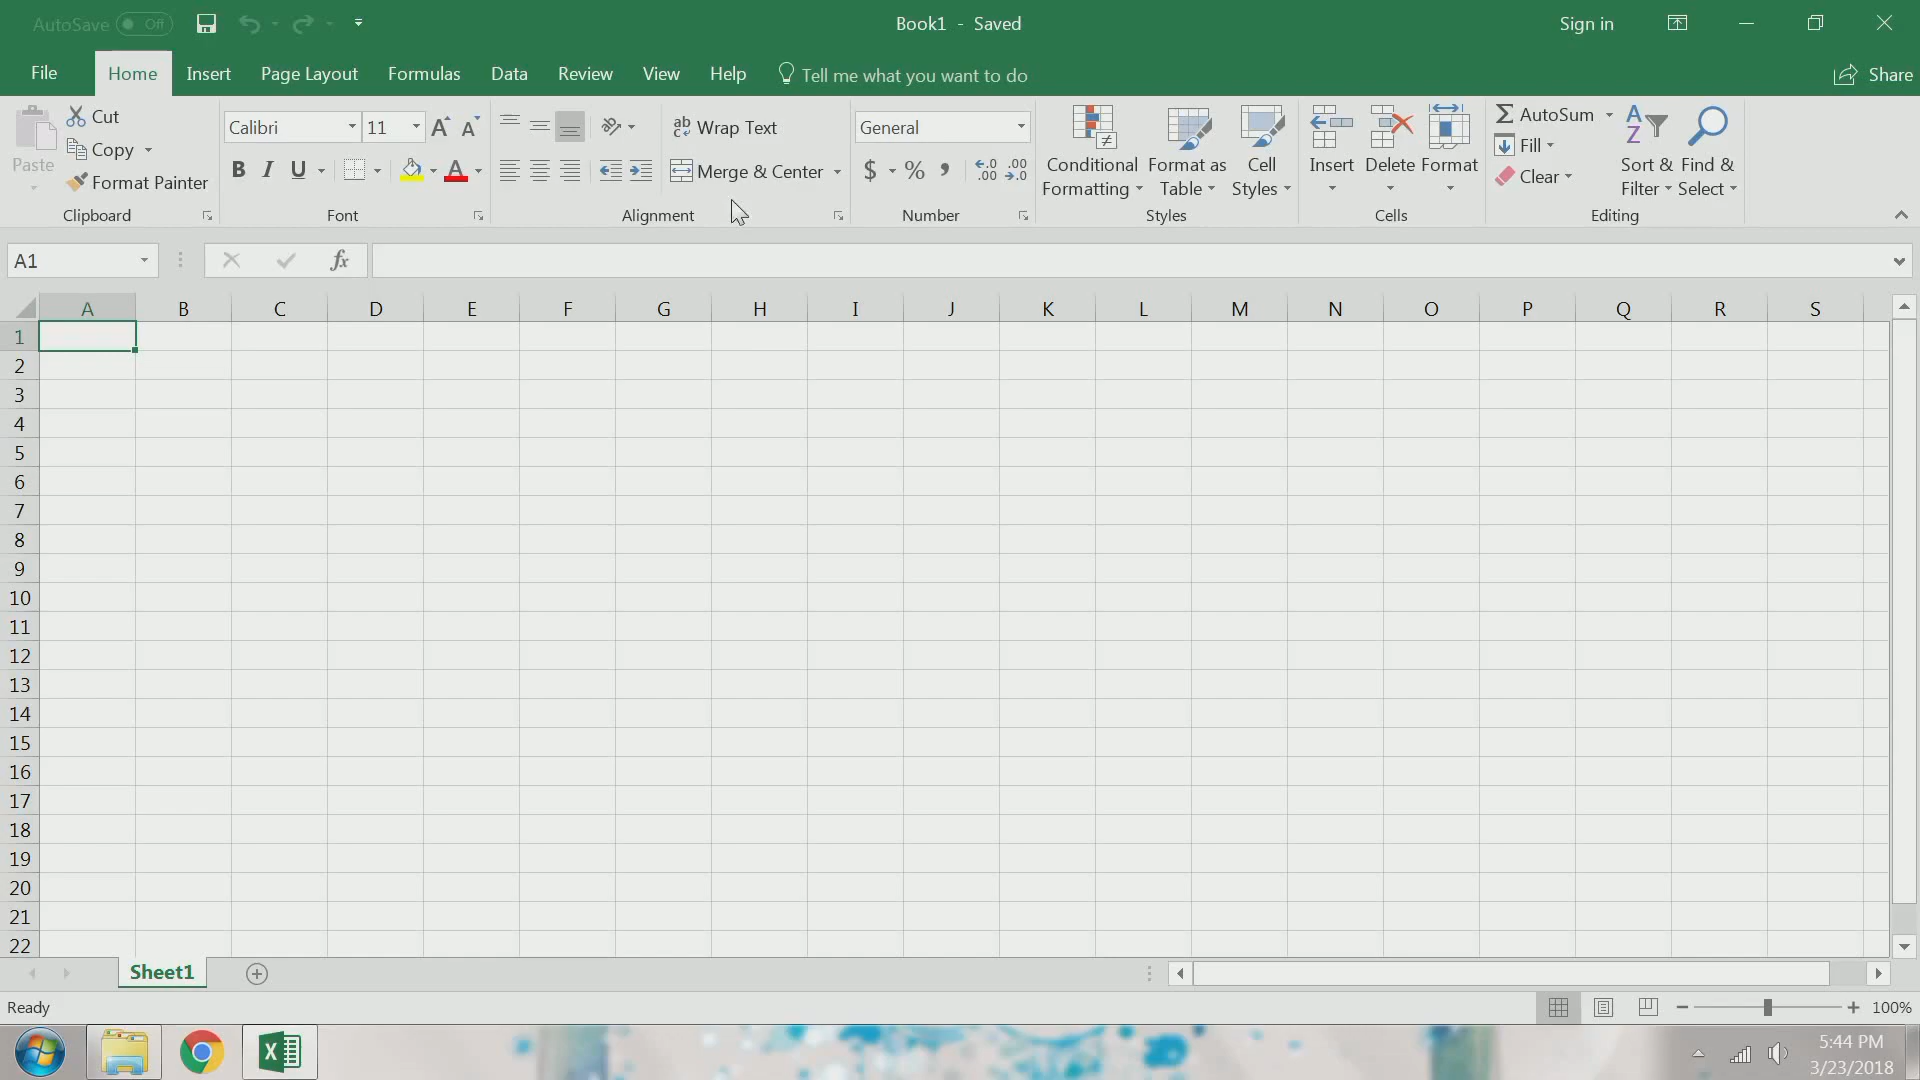 AutoSave Off
Book1 - Saved
Sign in
File Home Insert Page Layout Formulas Data Review View Help Tell me what you want to do Share
Paste
Cut
Copy
Format Painter
Clipboard
Calibri 11
B I U
Font
Wrap Text
Merge & Center
Alignment
General
$ % ,
Number
Conditional Formatting
Format as Table
Cell Styles
Styles
Insert Delete Format
Cells
AutoSum
Fill
Clear
Sort & Filter
Find & Select
Editing
A1
fx
A B C D E F G H I J K L M N O P Q R S
1
2
3
4
5
6
7
8
9
10
11
12
13
14
15
16
17
18
19
20
21
22
Sheet1
Ready
100%
5:44 PM
3/23/2018